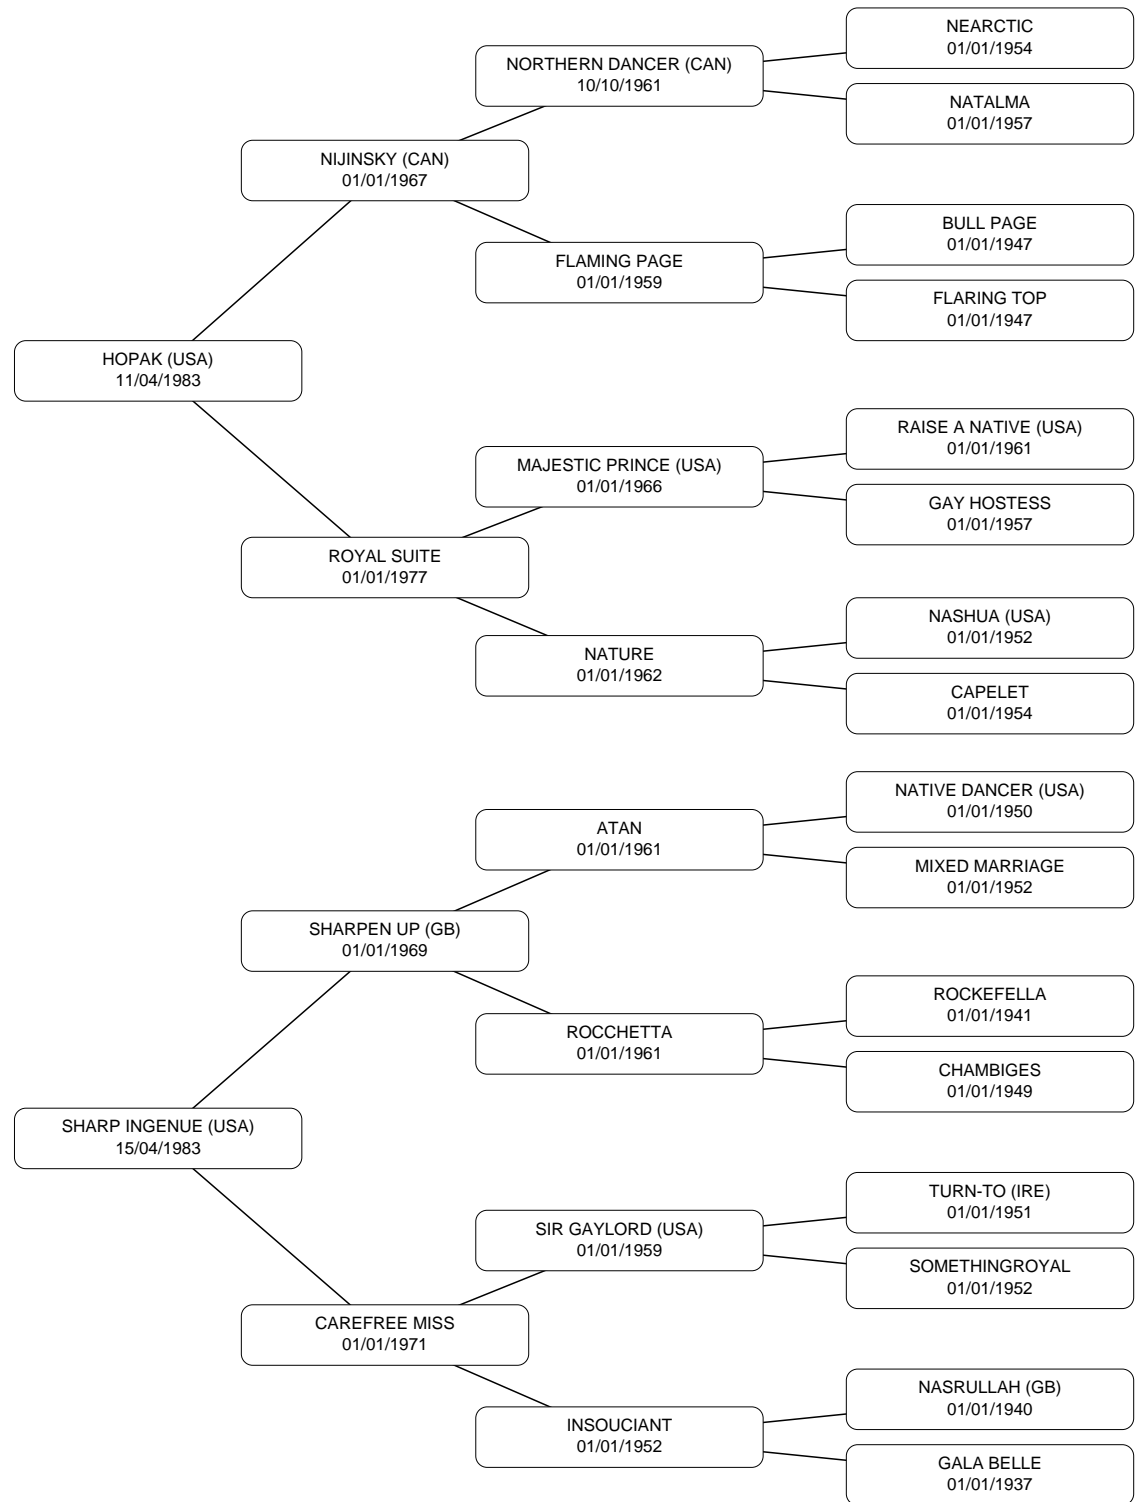 NEARCTIC
01/01/1954
NORTHERN DANCER (CAN)
10/10/1961
NATALMA
01/01/1957
NIJINSKY (CAN)
01/01/1967
BULL PAGE
01/01/1947
FLAMING PAGE
01/01/1959
FLARING TOP
01/01/1947
HOPAK (USA)
11/04/1983
RAISE A NATIVE (USA)
01/01/1961
MAJESTIC PRINCE (USA)
01/01/1966
GAY HOSTESS
01/01/1957
ROYAL SUITE
01/01/1977
NASHUA (USA)
01/01/1952
NATURE
01/01/1962
CAPELET
01/01/1954
NATIVE DANCER (USA)
01/01/1950
ATAN
01/01/1961
MIXED MARRIAGE
01/01/1952
SHARPEN UP (GB)
01/01/1969
ROCKEFELLA
01/01/1941
ROCCHETTA
01/01/1961
CHAMBIGES
01/01/1949
SHARP INGENUE (USA)
15/04/1983
TURN-TO (IRE)
01/01/1951
SIR GAYLORD (USA)
01/01/1959
SOMETHINGROYAL
01/01/1952
CAREFREE MISS
01/01/1971
NASRULLAH (GB)
01/01/1940
INSOUCIANT
01/01/1952
GALA BELLE
01/01/1937